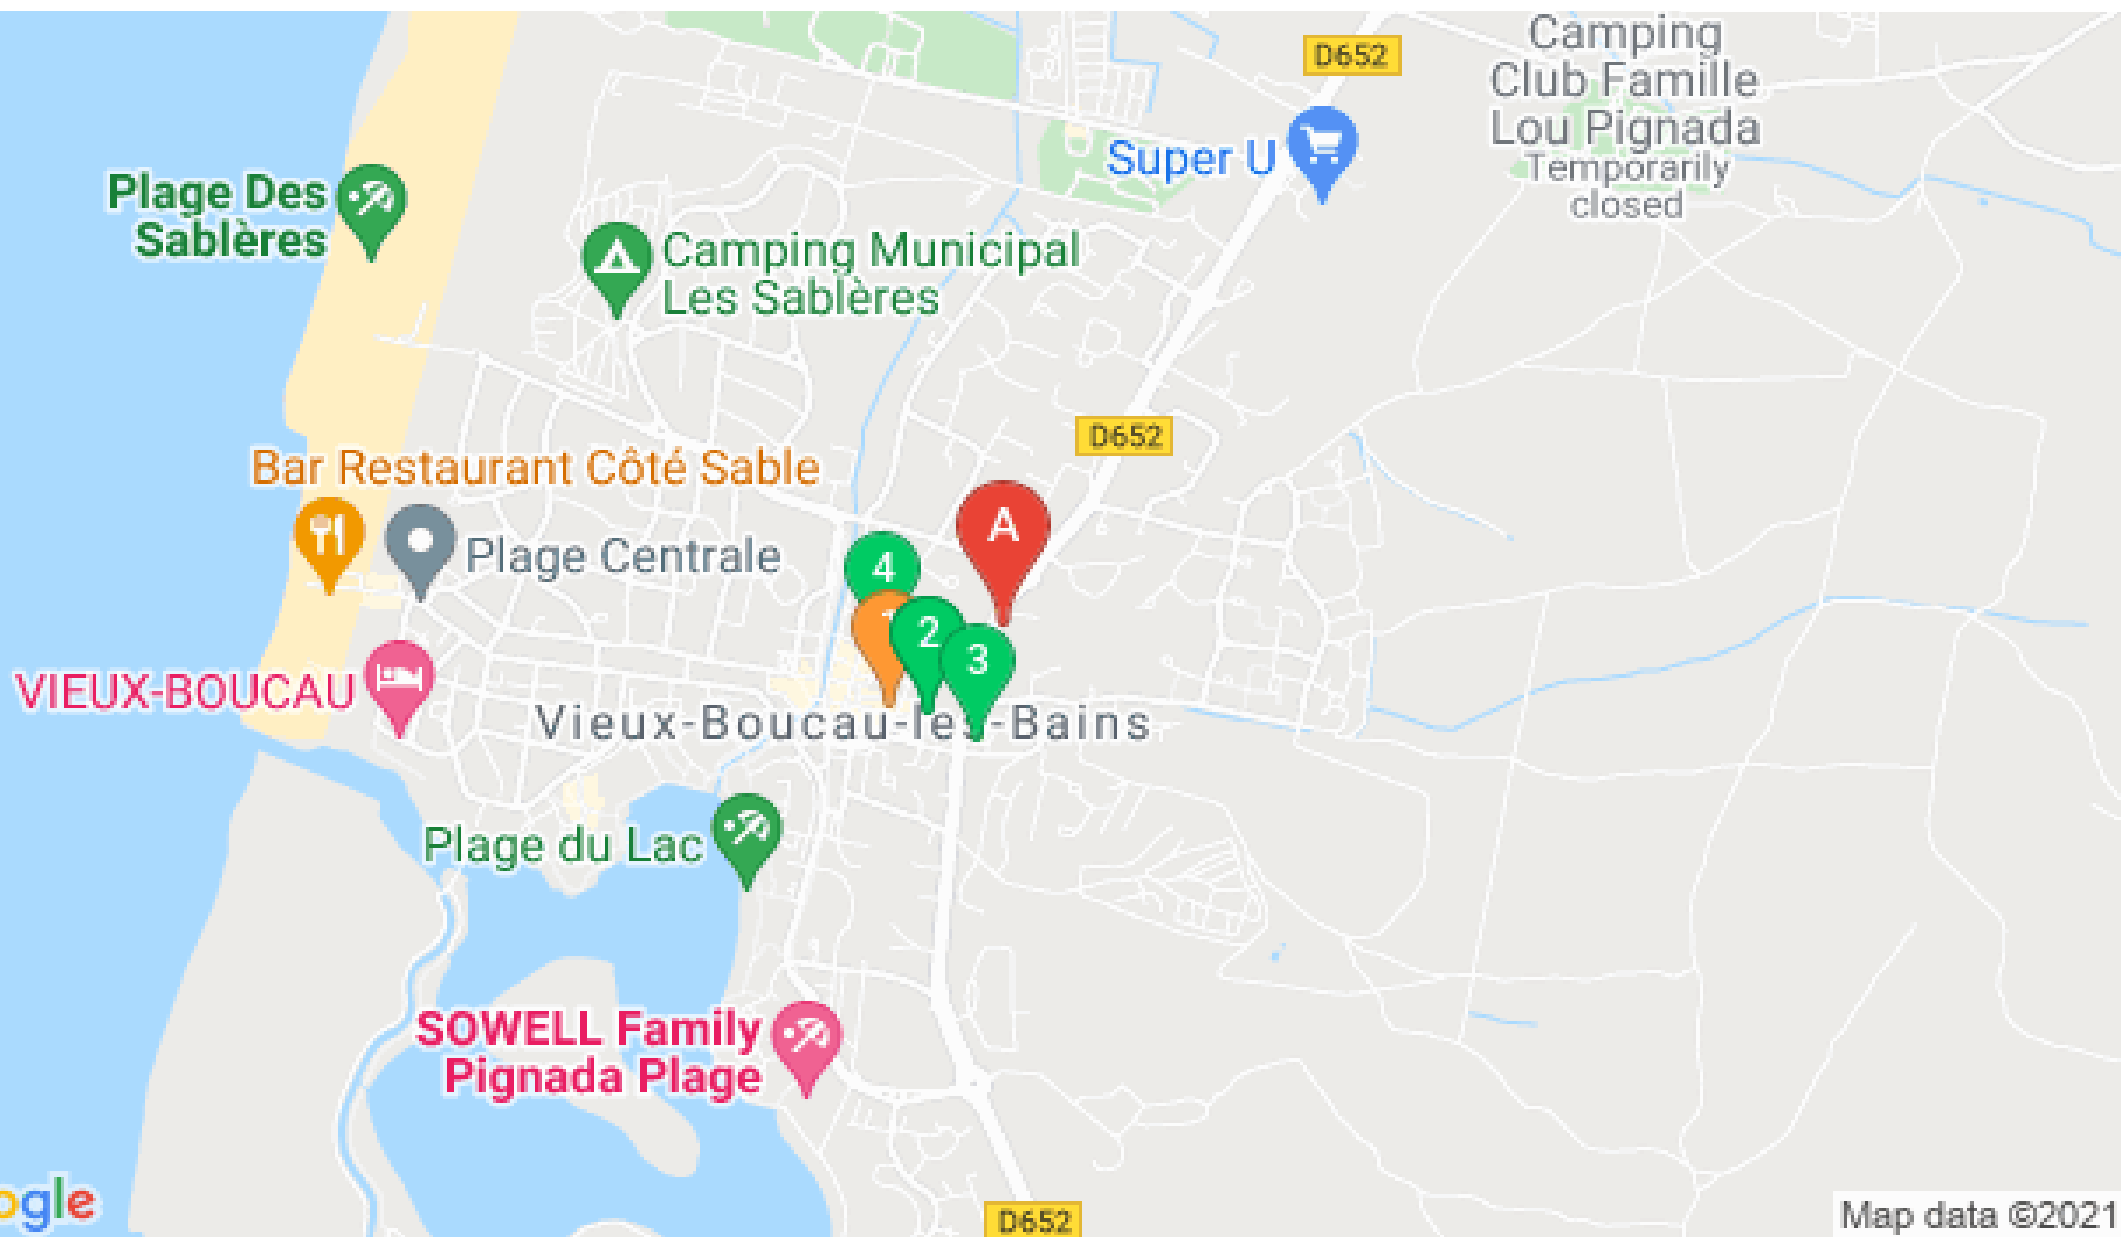 D652
Camping
Club Famille
Lou Pignada
Temporarily
closed
Super U
Plage Des
Sablères
Camping Municipal
Les Sablères
D652
Bar Restaurant Côté Sable
A
Plage Centrale
4
2
3
VIEUX-BOUCAU
Vieux-Boucau-les-Bains
Plage du Lac
SOWELL Family
Pignada Plage
ogle
D652
Map data ©2021